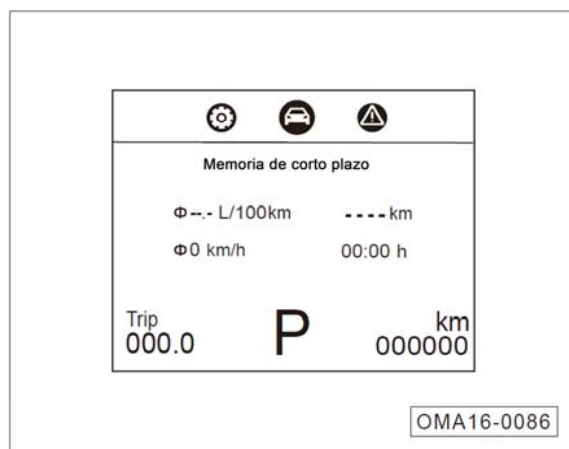 Memoria de corto plazo
Φ--.- L/100km ----km
Φ0 km/h 00:00 h
Trip km
000.0 P 000000
OMA16-0086